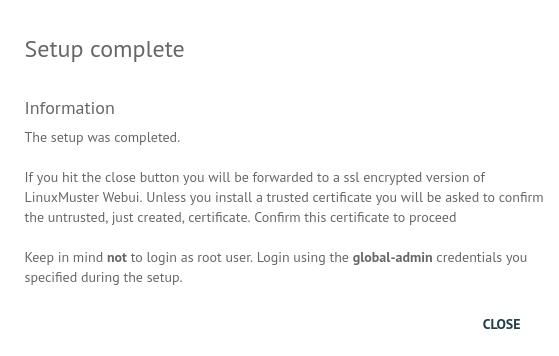 Setup complete
Information
The setup was completed.
If you hit the close button you will be forwarded to a ssl encrypted version of
LinuxMuster Webui. Unless you install a trusted certificate you will be asked to confirm
the untrusted, just created, certificate. Confirm this certificate to proceed
Keep in mind not to login as root user. Login using the global-admin credentials you
specified during the setup.
CLOSE